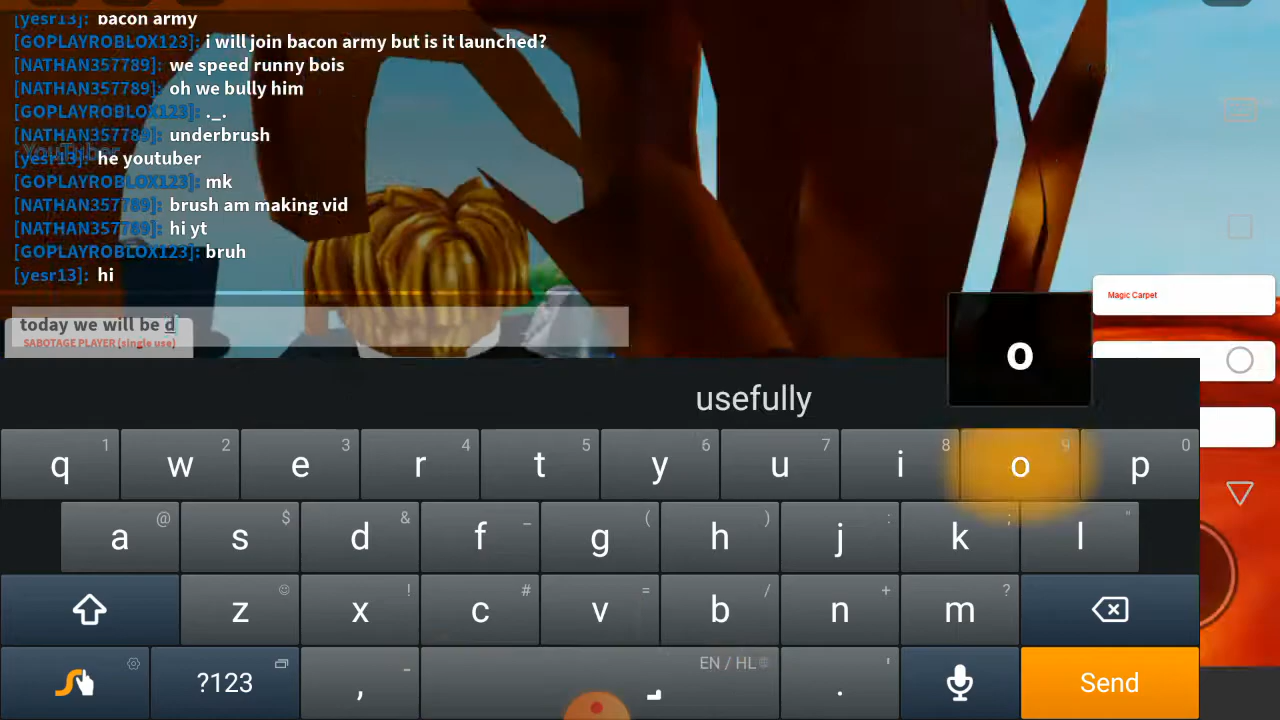 [yesr13]: bacon army
[GOPLAYROBLOX123]: i will join bacon army but is it launched?
[NATHAN357789]: we speed runny bois
[NATHAN357789]: oh we bully him
[GOPLAYROBLOX123]: ._.
[NATHAN357789]: underbrush
YouTuber
[yesr13]: he youtuber
[GOPLAYROBLOX123]: mk
[NATHAN357789]: brush am making vid
[NATHAN357789]: hi yt
[GOPLAYROBLOX123]: bruh
[yesr13]: hi
Magic Carpet
today we will be d
SABOTAGE PLAYER (single use)
o
usefully
q 1 w 2 e 3 r 4 t 5 y 6 u 7 i 8 o 9 p 0
a @ s $ d & f _ g ( h ) j : k ; l "
z x ! c # v = b / n + m ?
?123 , - EN / HL . ' Send